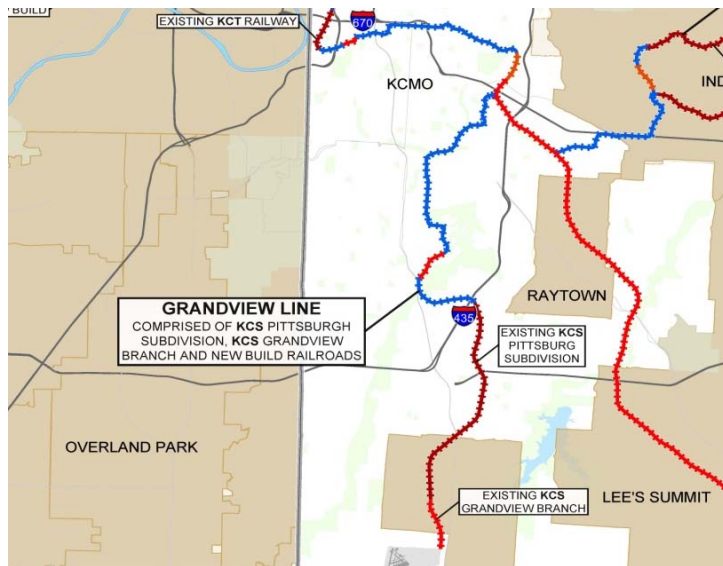 BUILD
EXISTING KCT RAILWAY
670
KCMO
IND
GRANDVIEW LINE
COMPRISED OF KCS PITTSBURGH
SUBDIVISION, KCS GRANDVIEW
BRANCH AND NEW BUILD RAILROADS
435
RAYTOWN
EXISTING KCS
PITTSBURG
SUBDIVISION
OVERLAND PARK
EXISTING KCS
GRANDVIEW BRANCH
LEE'S SUMMIT